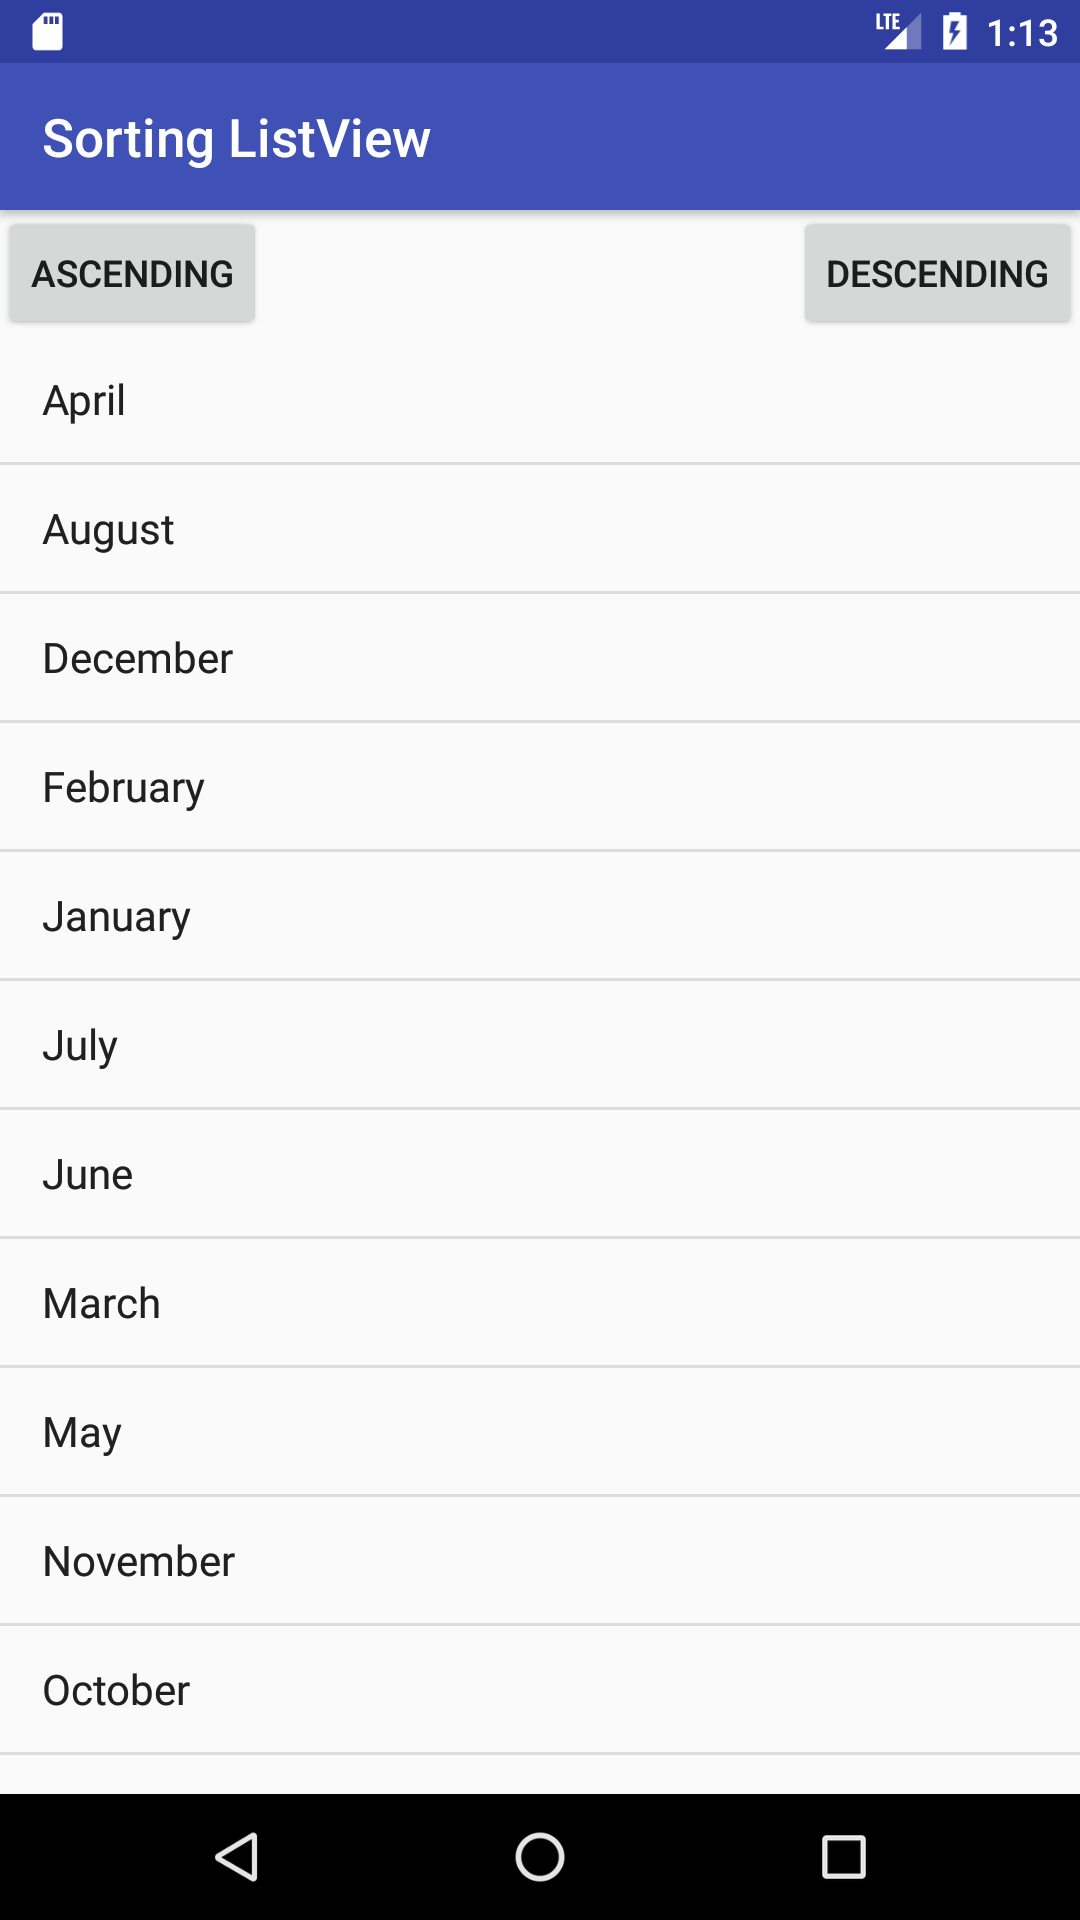 LTE 1:13
Sorting ListView
ASCENDING DESCENDING
April
August
December
February
January
July
June
March
May
November
October